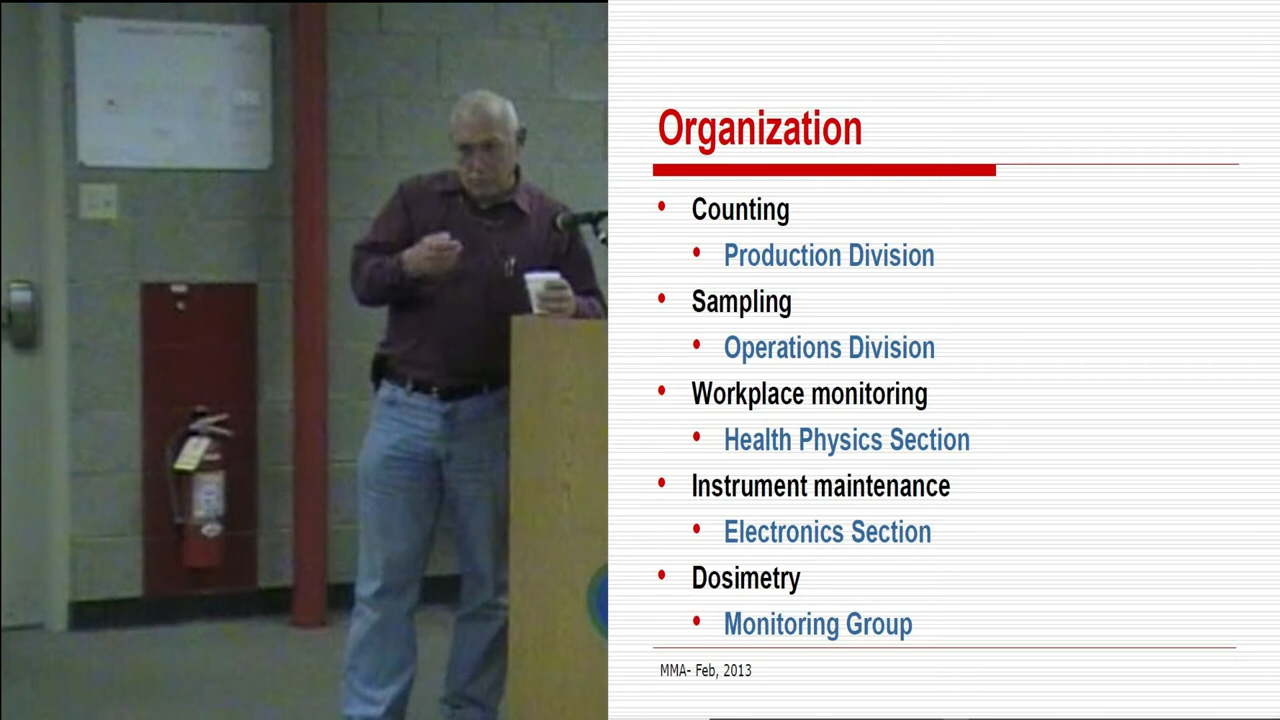 Organization
Counting
Production Division
Sampling
Operations Division
Workplace monitoring
Health Physics Section
Instrument maintenance
Electronics Section
Dosimetry
Monitoring Group
MMA- Feb, 2013